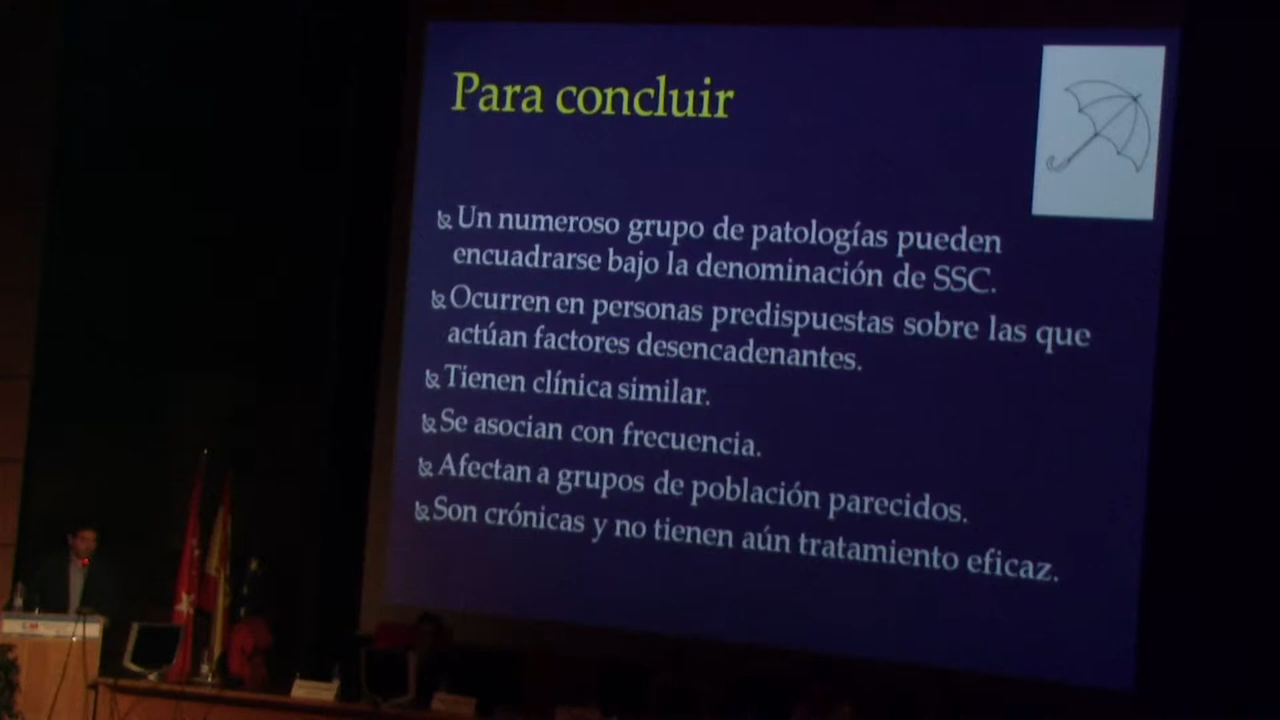 Para concluir
Un numeroso grupo de patologías pueden
encuadrarse bajo la denominación de SSC.
Ocurren en personas predispuestas sobre las que
actúan factores desencadenantes.
Tienen clínica similar.
Se asocian con frecuencia.
Afectan a grupos de población parecidos.
Son crónicas y no tienen aún tratamiento eficaz.